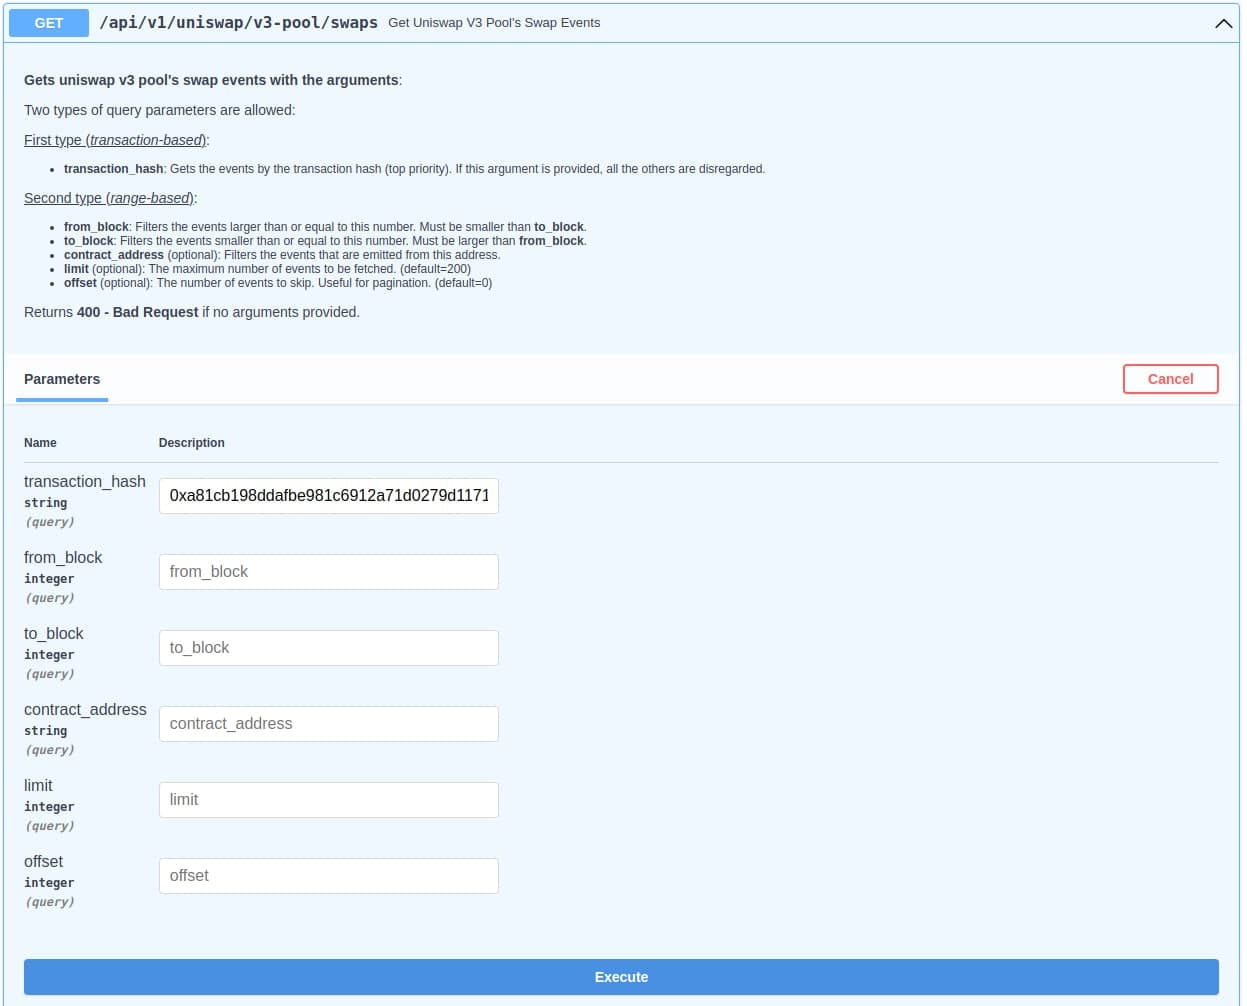 GET /api/v1/uniswap/v3-pool/swaps Get Uniswap V3 Pool's Swap Events
Gets uniswap v3 pool's swap events with the arguments:
Two types of query parameters are allowed:
First type (transaction-based):
• transaction_hash: Gets the events by the transaction hash (top priority). If this argument is provided, all the others are disregarded.
Second type (range-based):
• from_block: Filters the events larger than or equal to this number. Must be smaller than to_block.
• to_block: Filters the events smaller than or equal to this number. Must be larger than from_block.
• contract_address (optional): Filters the events that are emitted from this address.
• limit (optional): The maximum number of events to be fetched. (default=200)
• offset (optional): The number of events to skip. Useful for pagination. (default=0)
Returns 400 - Bad Request if no arguments provided.
Parameters Cancel
Name Description
transaction_hash
string
(query)
0xa81cb198ddafbe981c6912a71d0279d1171
from_block
integer
(query)
from_block
to_block
integer
(query)
to_block
contract_address
string
(query)
contract_address
limit
integer
(query)
limit
offset
integer
(query)
offset
Execute